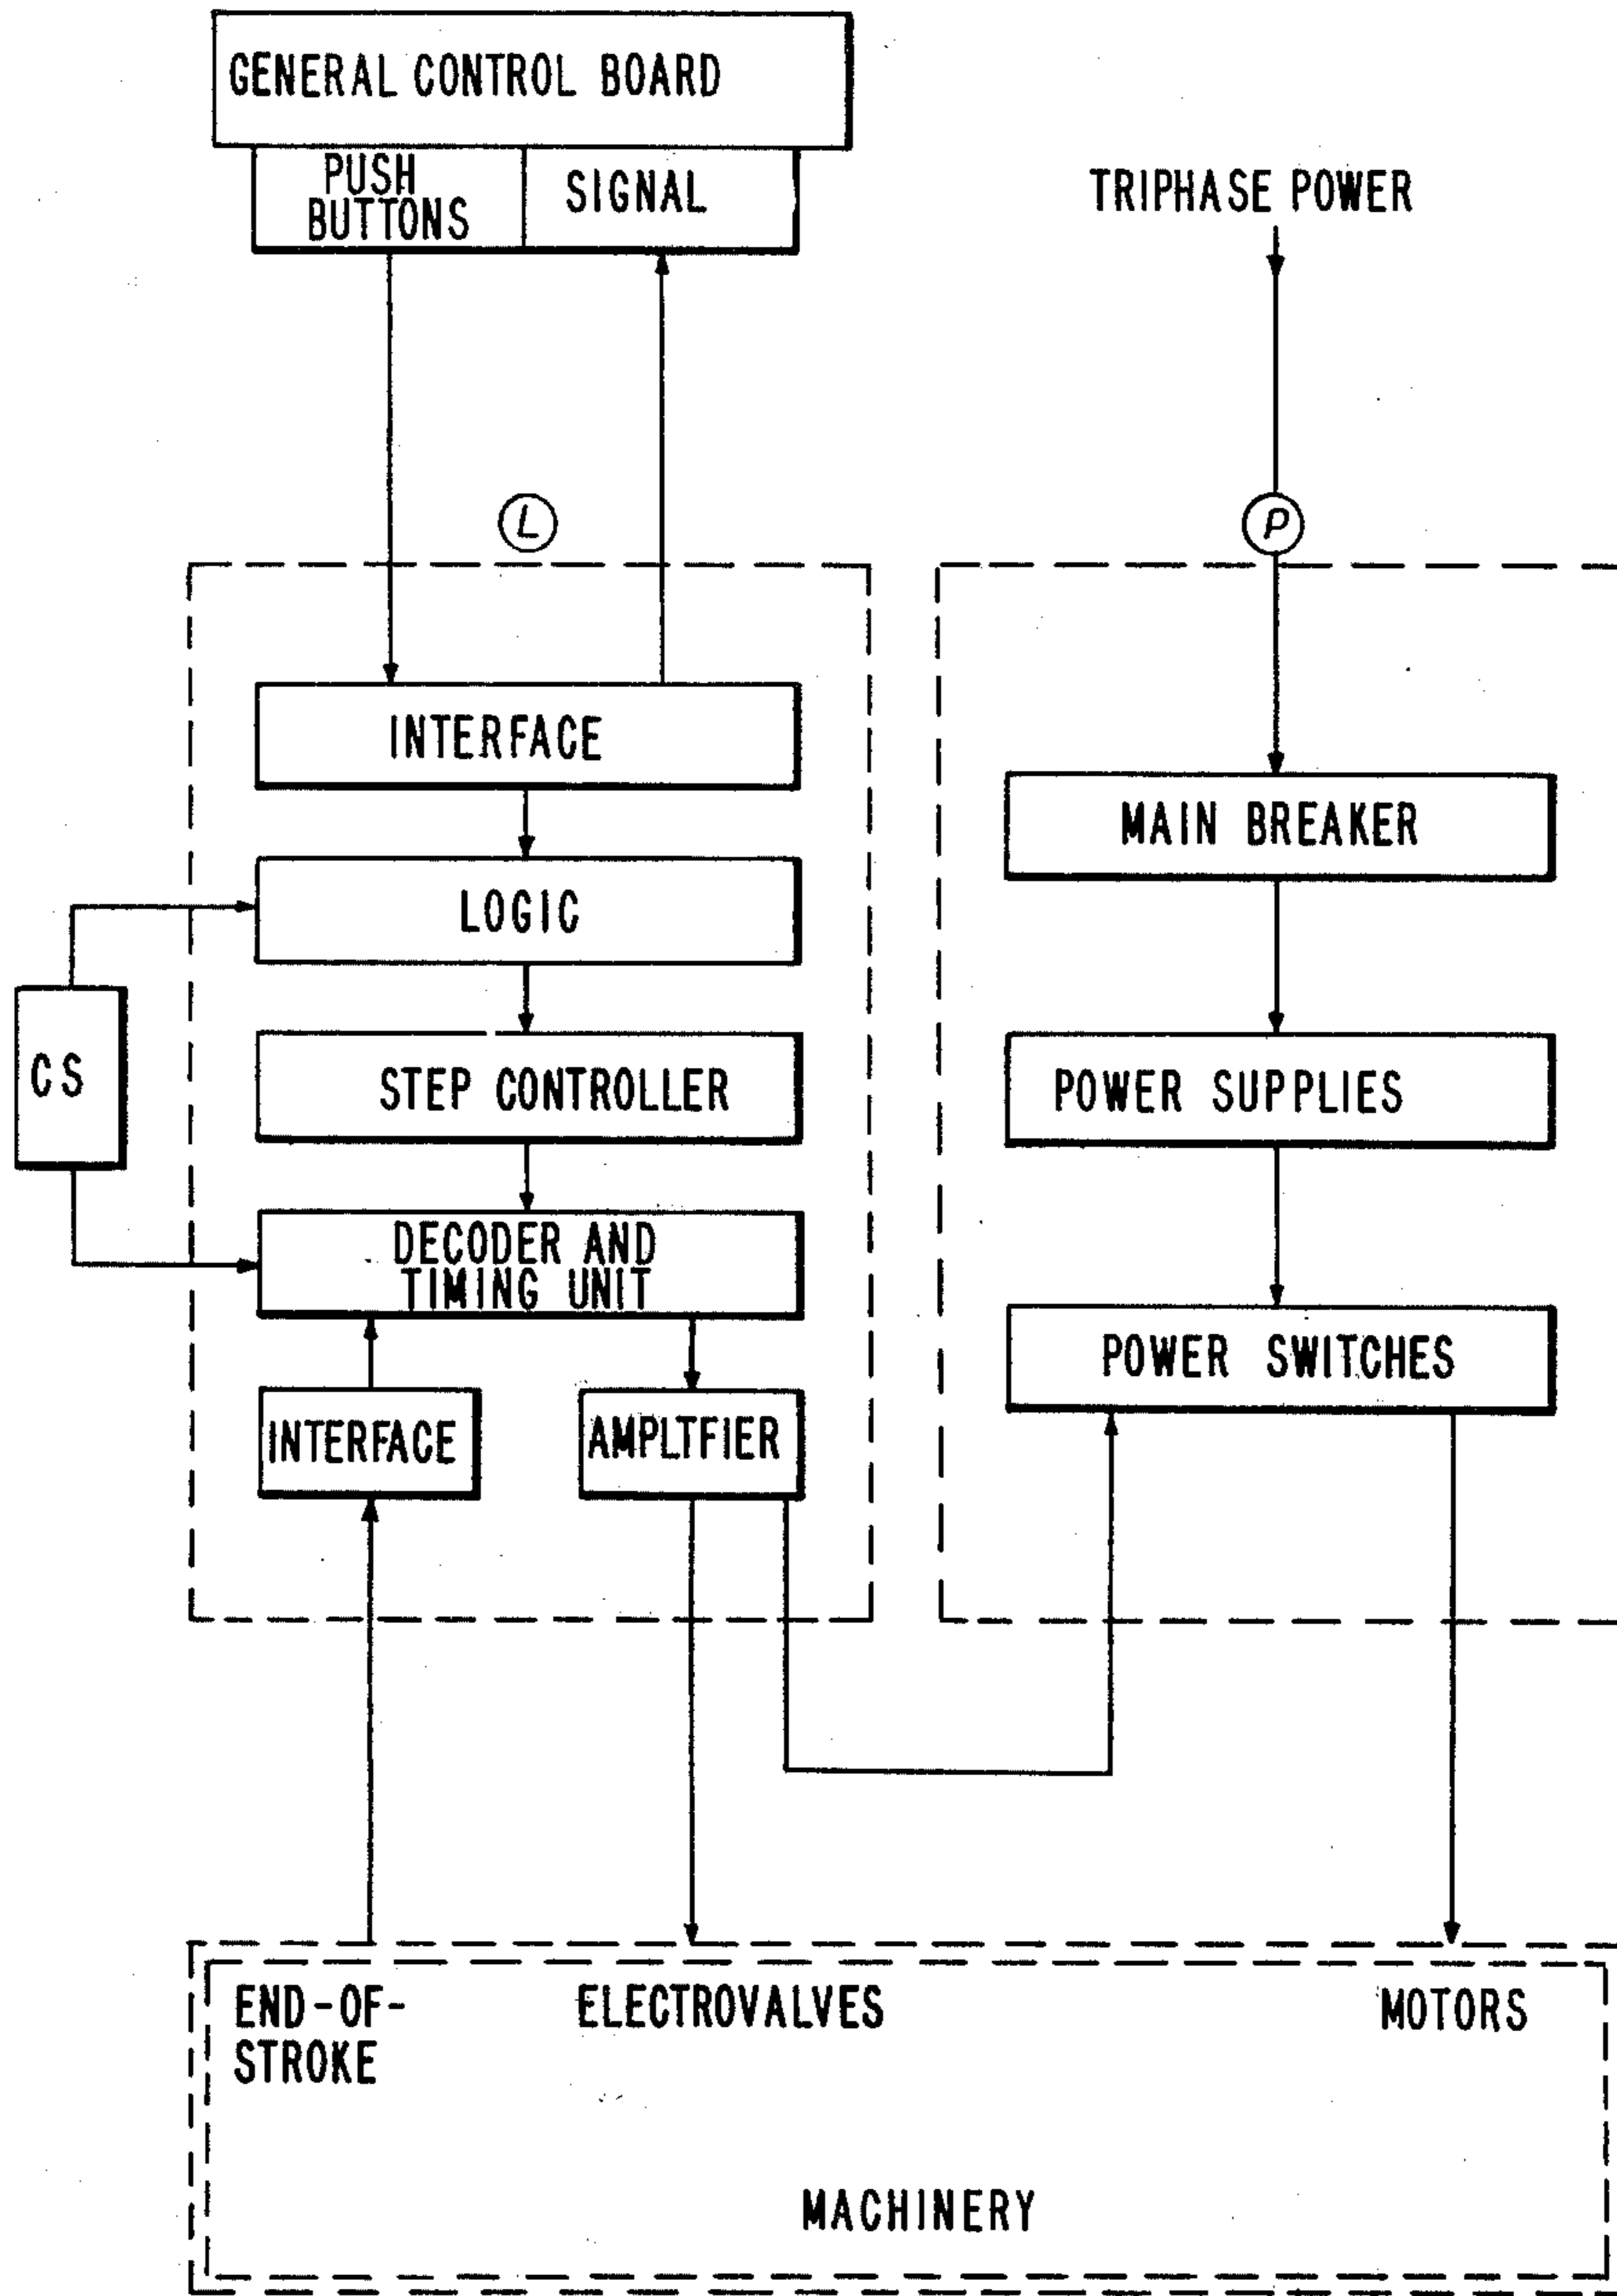 GENERAL CONTROL BOARD
PUSH
BUTTONS
SIGNAL
TRIPHASE POWER
L
P
INTERFACE
MAIN BREAKER
LOGIC
CS
STEP CONTROLLER
POWER SUPPLIES
DECODER AND
TIMING UNIT
POWER SWITCHES
INTERFACE
AMPLTFIER
END-OF-
STROKE
ELECTROVALVES
MOTORS
MACHINERY